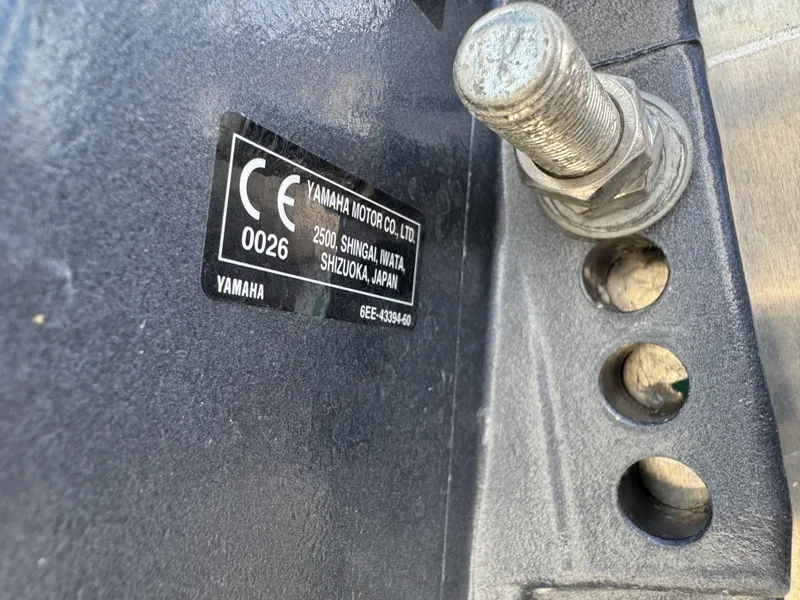 CE
0026
YAMAHA MOTOR CO., LTD.
2500, SHINGAI, IWATA,
SHIZUOKA, JAPAN
YAMAHA
6EE-43394-60